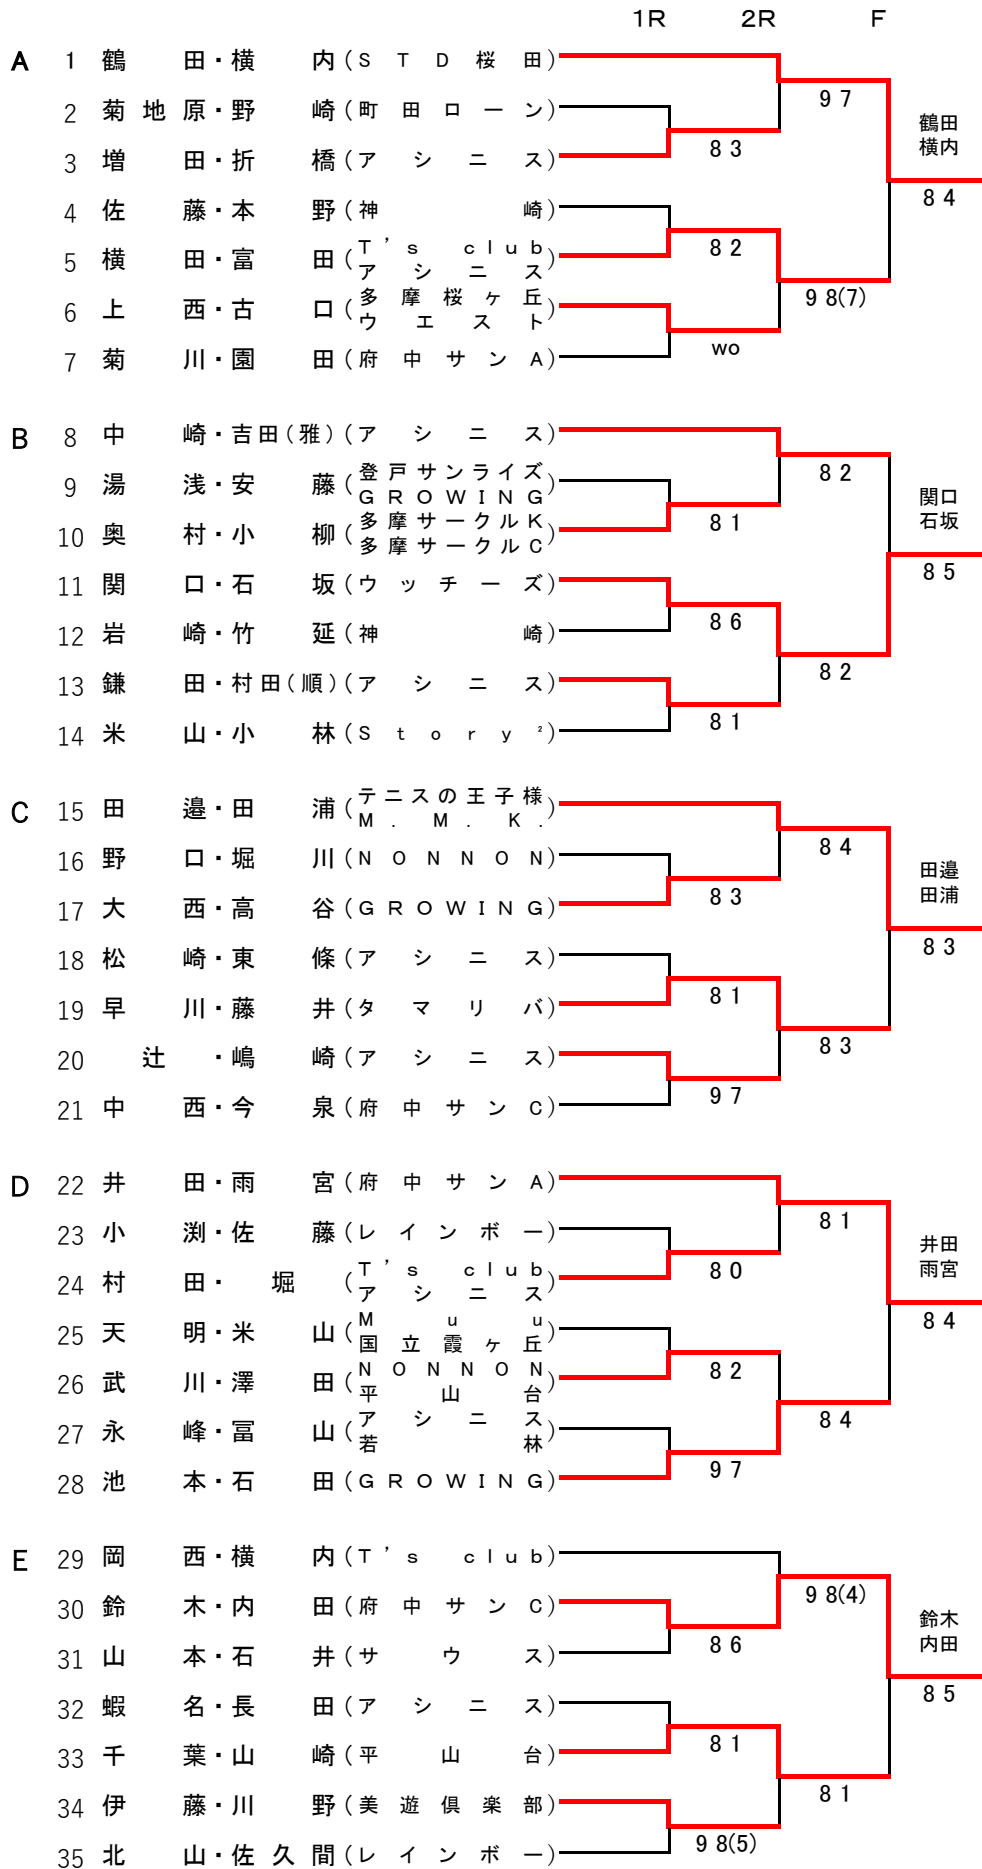 1R 2R F
A 1 鶴田・横内(STD桜田)
2 菊地原・野崎(町田ローン)
3 増田・折橋(アシニス)
4 佐藤・本野(神崎)
5 横田・富田(T's club アシニス)
6 上西・古口(多摩桜ヶ丘 ウエスト)
7 菊川・園田(府中サンA)
83
82
wo
97
98(7)
鶴田
横内
84
B 8 中崎・吉田(雅)(アシニス)
9 湯浅・安藤(登戸サンライズ GROWING)
10 奥村・小柳(多摩サークルK 多摩サークルC)
11 関口・石坂(ウッチーズ)
12 岩崎・竹延(神崎)
13 鎌田・村田(順)(アシニス)
14 米山・小林(Story²)
81
86
81
82
82
関口
石坂
85
C 15 田邉・田浦(テニスの王子様 M.M.K.)
16 野口・堀川(NONNON)
17 大西・高谷(GROWING)
18 松崎・東條(アシニス)
19 早川・藤井(タマリバ)
20 辻・嶋崎(アシニス)
21 中西・今泉(府中サンC)
83
81
97
84
83
田邉
田浦
83
D 22 井田・雨宮(府中サンA)
23 小渕・佐藤(レインボー)
24 村田・堀(T's club アシニス)
25 天明・米山(Muu 国立霞ヶ丘)
26 武川・澤田(NONNON 平山台)
27 永峰・冨山(アシニス 若林)
28 池本・石田(GROWING)
80
82
97
81
84
井田
雨宮
84
E 29 岡西・横内(T's club)
30 鈴木・内田(府中サンC)
31 山本・石井(サウス)
32 蝦名・長田(アシニス)
33 千葉・山崎(平山台)
34 伊藤・川野(美遊倶楽部)
35 北山・佐久間(レインボー)
86
81
98(5)
98(4)
81
鈴木
内田
85